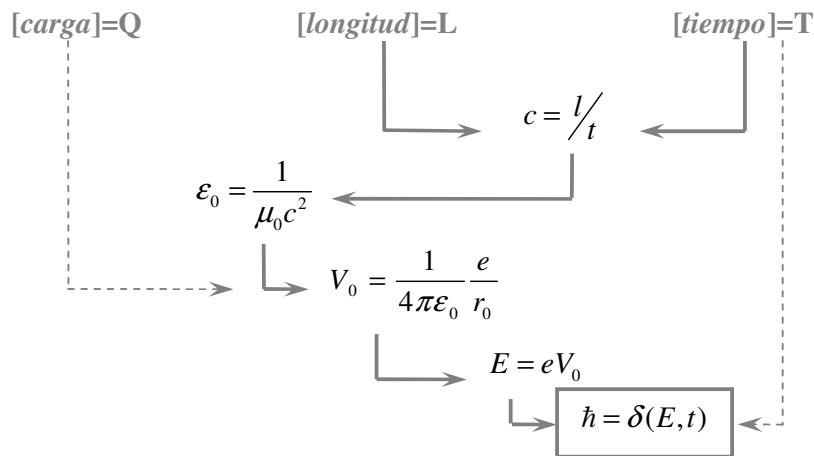 [carga]=Q [longitud]=L [tiempo]=T
c = l/t
ε₀ = 1/μ₀c²
V₀ = 1/4πε₀ e/r₀
E = eV₀
ħ = δ(E,t)